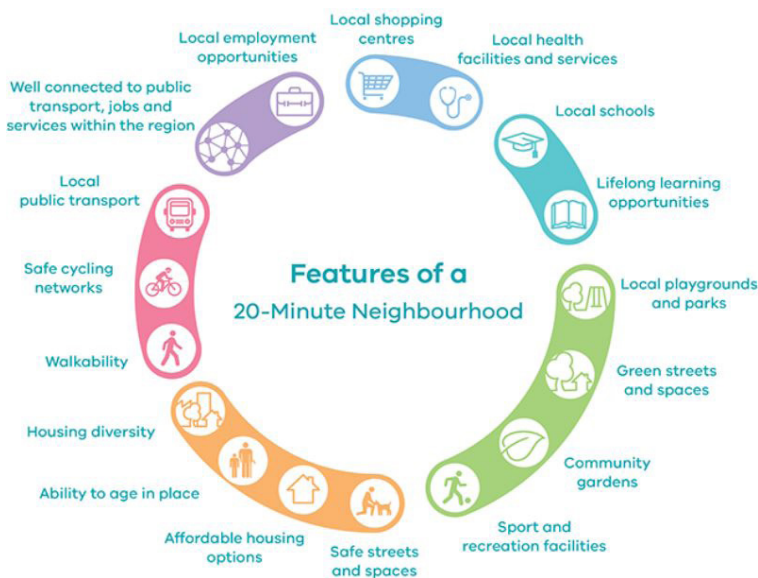 Features of a
20-Minute Neighbourhood
Local shopping
centres
Local health
facilities and services
Local schools
Lifelong learning
opportunities
Local playgrounds
and parks
Green streets
and spaces
Community
gardens
Sport and
recreation facilities
Safe streets
and spaces
Affordable housing
options
Ability to age in place
Housing diversity
Walkability
Safe cycling
networks
Local
public transport
Well connected to public
transport, jobs and
services within the region
Local employment
opportunities